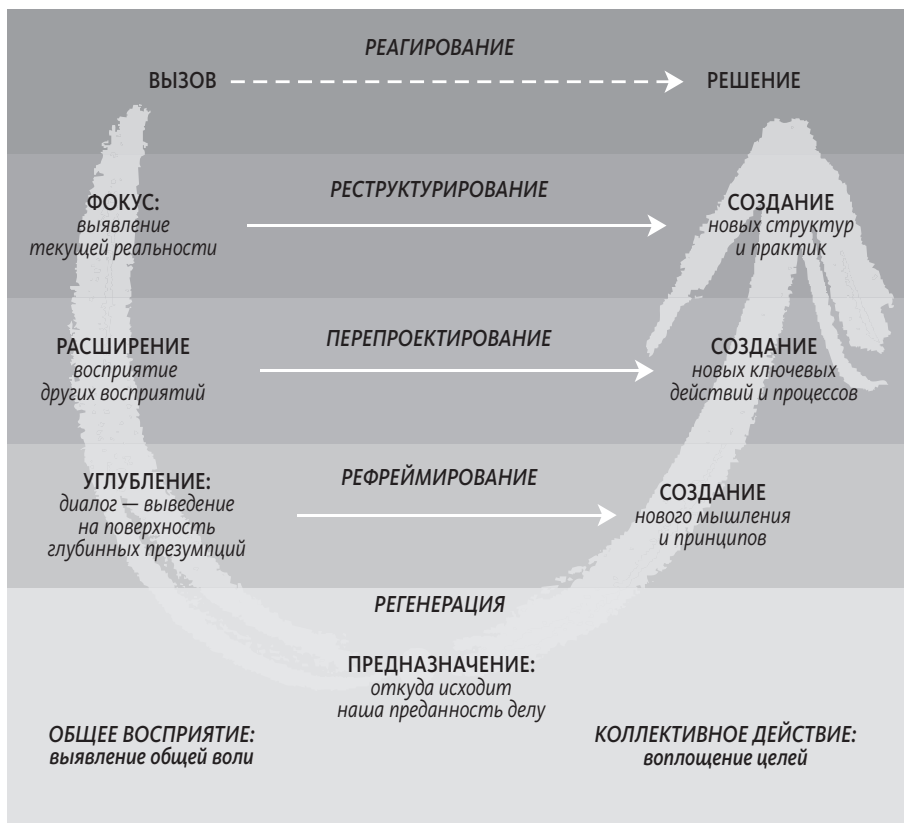 РЕАГИРОВАНИЕ
ВЫЗОВ
РЕШЕНИЕ
РЕСТРУКТУРИРОВАНИЕ
ФОКУС:
выявление
текущей реальности
СОЗДАНИЕ
новых структур
и практик
ПЕРЕПРОЕКТИРОВАНИЕ
РАСШИРЕНИЕ
восприятие
других восприятий
СОЗДАНИЕ
новых ключевых
действий и процессов
РЕФРЕЙМИРОВАНИЕ
УГЛУБЛЕНИЕ:
диалог — выведение
на поверхность
глубинных презумпций
СОЗДАНИЕ
нового мышления
и принципов
РЕГЕНЕРАЦИЯ
ПРЕДНАЗНАЧЕНИЕ:
откуда исходит
наша преданность делу
ОБЩЕЕ ВОСПРИЯТИЕ:
выявление общей воли
КОЛЛЕКТИВНОЕ ДЕЙСТВИЕ:
воплощение целей